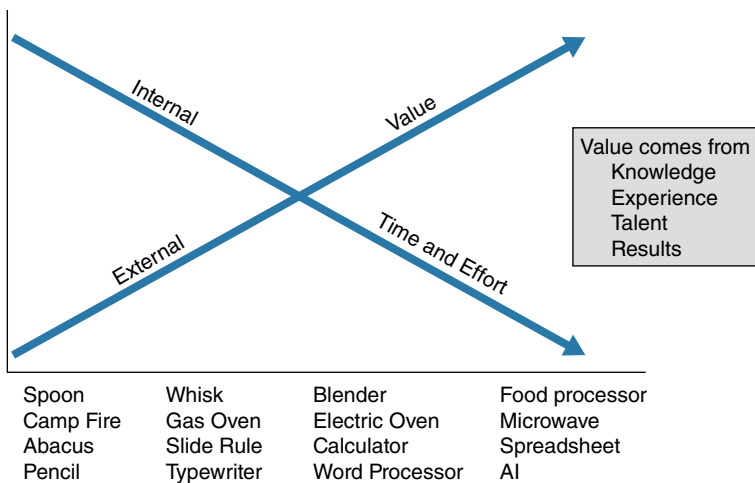 Internal
Value
Value comes from
Knowledge
Experience
Talent
Results
External
Time and Effort
Spoon Whisk Blender Food processor
Camp Fire Gas Oven Electric Oven Microwave
Abacus Slide Rule Calculator Spreadsheet
Pencil Typewriter Word Processor AI